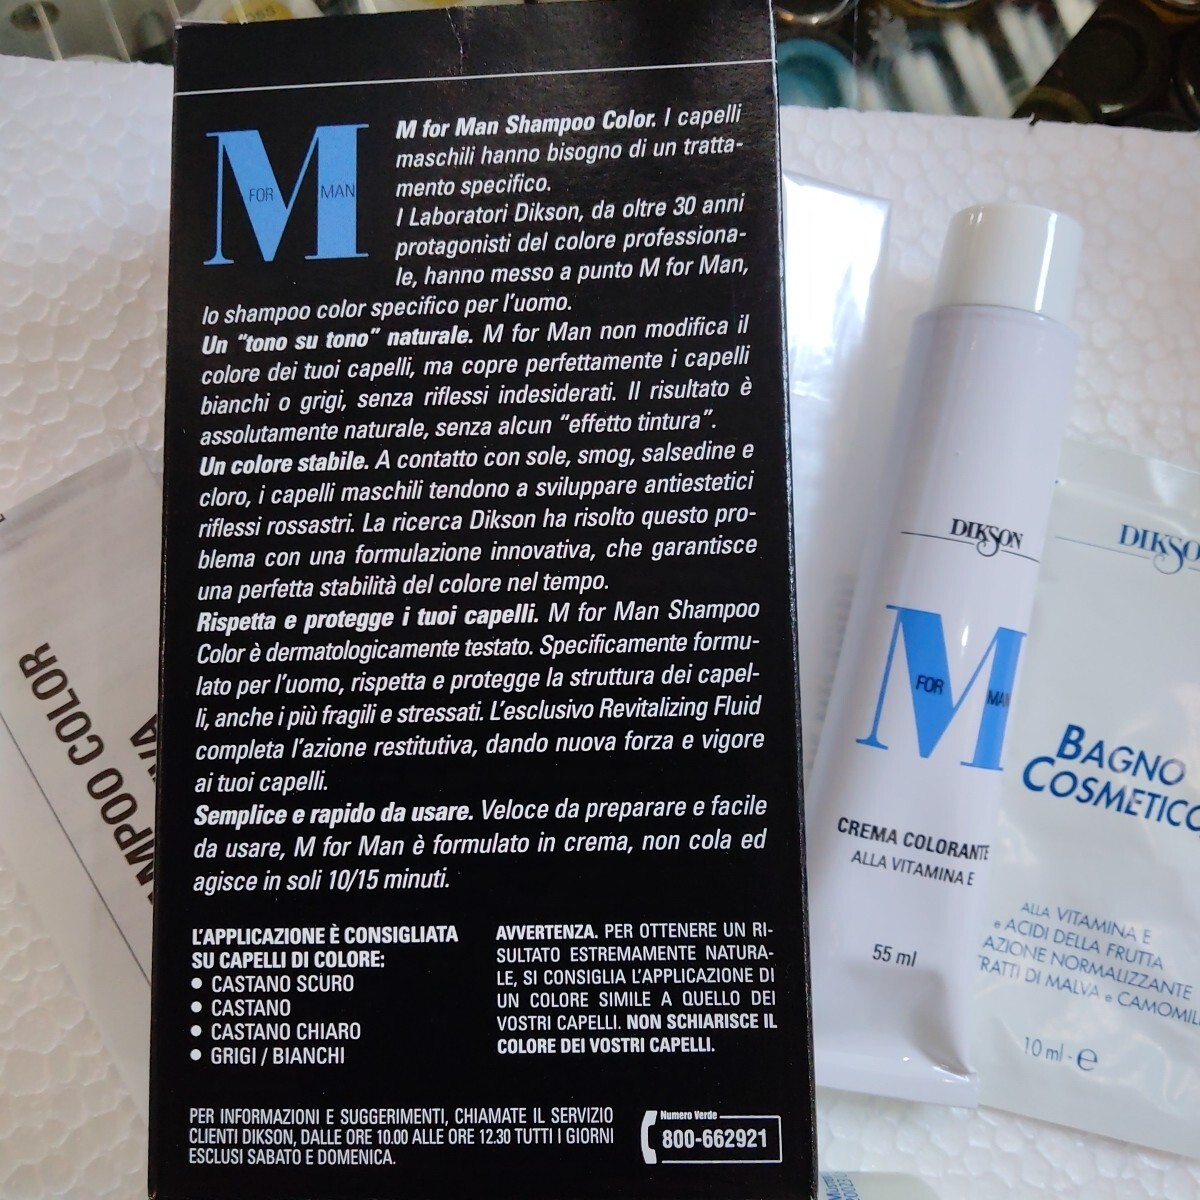 M FOR MAN
M for Man Shampoo Color. I capelli
maschili hanno bisogno di un tratta-
mento specifico.
I Laboratori Dikson, da oltre 30 anni
protagonisti del colore professiona-
le, hanno messo a punto M for Man,
lo shampoo color specifico per l'uomo.
Un "tono su tono" naturale. M for Man non modifica il
colore dei tuoi capelli, ma copre perfettamente i capelli
bianchi o grigi, senza riflessi indesiderati. Il risultato è
assolutamente naturale, senza alcun "effetto tintura".
Un colore stabile. A contatto con sole, smog, salsedine e
cloro, i capelli maschili tendono a sviluppare antiestetici
riflessi rossastri. La ricerca Dikson ha risolto questo pro-
blema con una formulazione innovativa, che garantisce
una perfetta stabilità del colore nel tempo.
Rispetta e protegge i tuoi capelli. M for Man Shampoo
Color è dermatologicamente testato. Specificamente formu-
lato per l'uomo, rispetta e protegge la struttura dei capel-
li, anche i più fragili e stressati. L'esclusivo Revitalizing Fluid
completa l'azione restitutiva, dando nuova forza e vigore
ai tuoi capelli.
Semplice e rapido da usare. Veloce da preparare e facile
da usare, M for Man è formulato in crema, non cola ed
agisce in soli 10/15 minuti.
L'APPLICAZIONE È CONSIGLIATA
SU CAPELLI DI COLORE:
• CASTANO SCURO
• CASTANO
• CASTANO CHIARO
• GRIGI / BIANCHI
AVVERTENZA. PER OTTENERE UN RI-
SULTATO ESTREMAMENTE NATURA-
LE, SI CONSIGLIA L'APPLICAZIONE DI
UN COLORE SIMILE A QUELLO DEI
VOSTRI CAPELLI. NON SCHIARISCE IL
COLORE DEI VOSTRI CAPELLI.
PER INFORMAZIONI E SUGGERIMENTI, CHIAMATE IL SERVIZIO
CLIENTI DIKSON, DALLE ORE 10.00 ALLE ORE 12.30 TUTTI I GIORNI
ESCLUSI SABATO E DOMENICA.
Numero Verde
800-662921
DIKSON
M FOR MAN
CREMA COLORANTE
ALLA VITAMINA E
55 ml
DIKSO
BAGNO
COSMETICO
ALLA VITAMINA E
e ACIDI DELLA FRUTTA
AZIONE NORMALIZZANTE
TRATTI DI MALVA e CAMOMIL
10 ml - e
MPOO COLOR